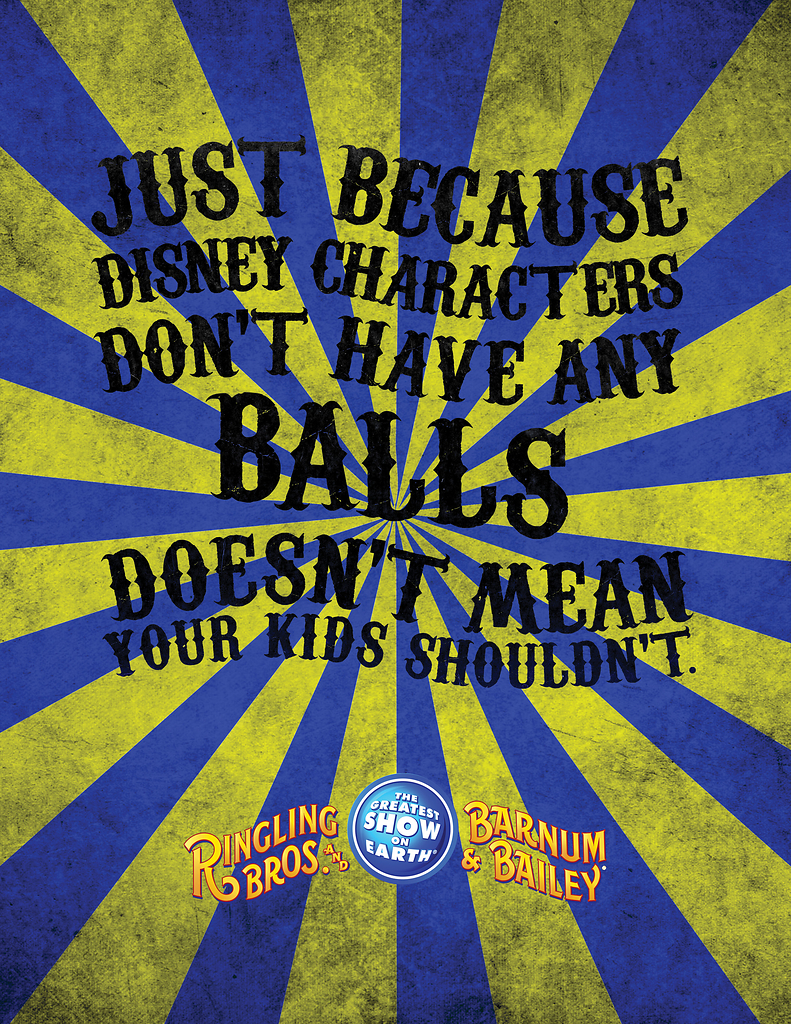 JUST BECAUSE
DISNEY CHARACTERS
DON'T HAVE ANY
BALLS
DOESN'T MEAN
YOUR KIDS SHOULDN'T.
RINGLING
BROS. AND
THE
GREATEST
SHOW
ON
EARTH®
BARNUM
& BAILEY®